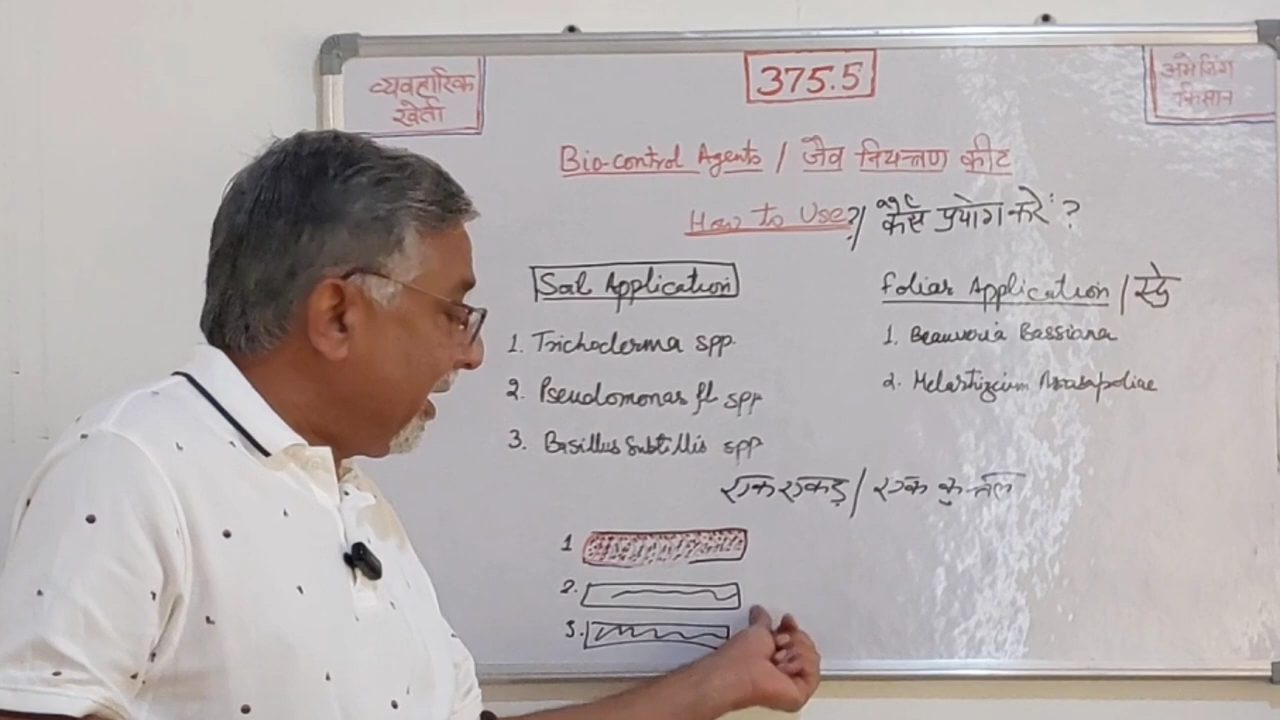 व्यवहारिक
खेती
375.5
अमेजिंग
किसान
Bio-control Agents / जैव नियन्त्रण कीट
How to Use? / कैसे प्रयोग करें ?
Soil Application
1. Trichoderma spp.
2. Pseudomonas fl spp
3. Basillus Subtillis spp
Foliar Application / स्प्रे
1. Beauveria Bassiana
2. Metarhizium
एक एकड़ / एक कुन्तल
1
2.
3.